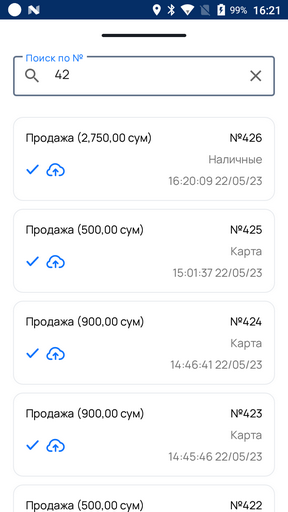 99% 16:21
Поиск по №
42
Продажа (2,750,00 сум) №426
Наличные
16:20:09 22/05/23
Продажа (500,00 сум) №425
Карта
15:01:37 22/05/23
Продажа (900,00 сум) №424
Карта
14:46:41 22/05/23
Продажа (900,00 сум) №423
Карта
14:45:46 22/05/23
Продажа (500,00 сум) №422